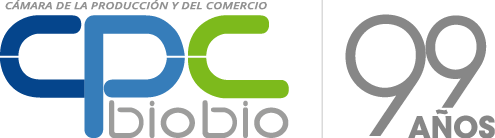 CÁMARA DE LA PRODUCCIÓN Y DEL COMERCIO
cpc
biobio
99
AÑOS